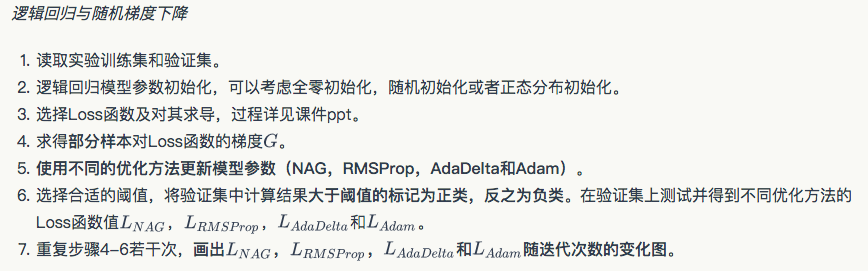 逻辑回归与随机梯度下降
1. 读取实验训练集和验证集。
2. 逻辑回归模型参数初始化，可以考虑全零初始化，随机初始化或者正态分布初始化。
3. 选择Loss函数及对其求导，过程详见课件ppt。
4. 求得部分样本对Loss函数的梯度G。
5. 使用不同的优化方法更新模型参数（NAG，RMSProp，AdaDelta和Adam）。
6. 选择合适的阈值，将验证集中计算结果大于阈值的标记为正类，反之为负类。在验证集上测试并得到不同优化方法的
Loss函数值L_{NAG}，L_{RMSProp}，L_{AdaDelta}和L_{Adam}。
7. 重复步骤4-6若干次，画出L_{NAG}，L_{RMSProp}，L_{AdaDelta}和L_{Adam}随迭代次数的变化图。